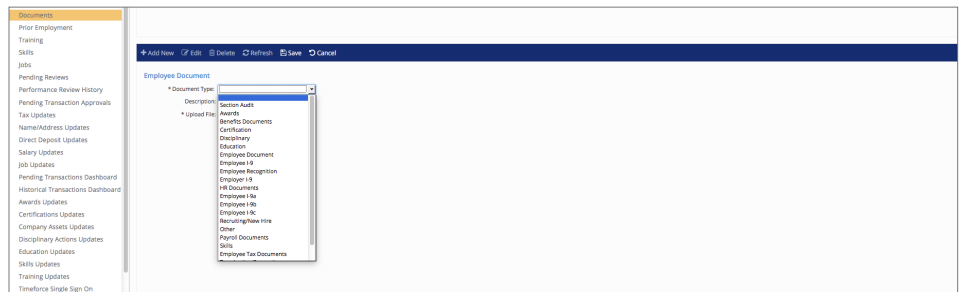 Documents
Prior Employment
Training
Skills
Jobs
Pending Reviews
Performance Review History
Pending Transaction Approvals
Tax Updates
Name/Address Updates
Direct Deposit Updates
Salary Updates
Job Updates
Pending Transactions Dashboard
Historical Transactions Dashboard
Awards Updates
Certifications Updates
Company Assets Updates
Disciplinary Actions Updates
Education Updates
Skills Updates
Training Updates
Timeforce Single Sign On
+ Add New Edit Delete Refresh Save Cancel
Employee Document
* Document Type:
Description:
* Upload File:
Section Audit
Awards
Benefits Documents
Certification
Disciplinary
Education
Employee Document
Employee I-9
Employee Recognition
Employer I-9
HR Documents
Employee I-9a
Employee I-9b
Employee I-9c
Recruiting/New Hire
Other
Payroll Documents
Skills
Employee Tax Documents